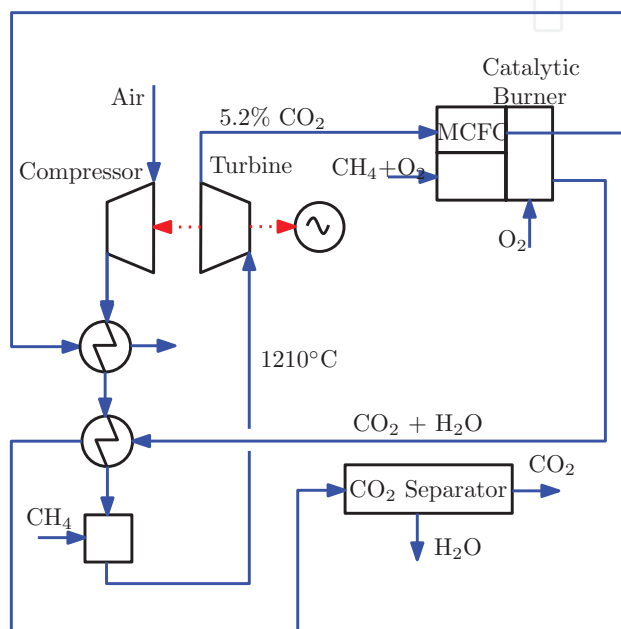 Catalytic
Burner
Air
5.2% CO₂
MCFC
Compressor
Turbine
CH₄+O₂
O₂
1210°C
CO₂ + H₂O
CO₂
CO₂ Separator
CH₄
H₂O